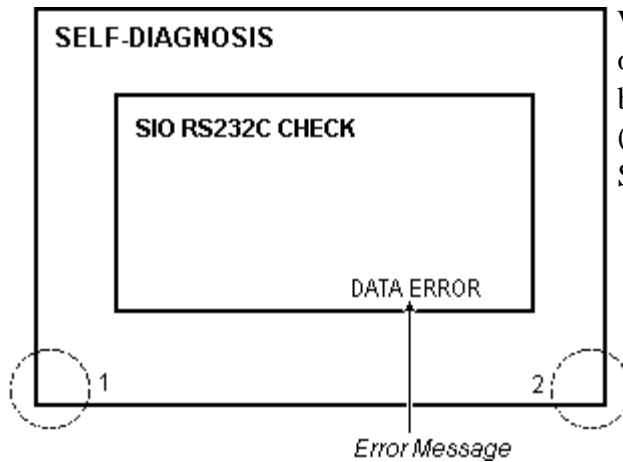 SELF-DIAGNOSIS
SIO RS232C CHECK
DATA ERROR
1 2
Error Message